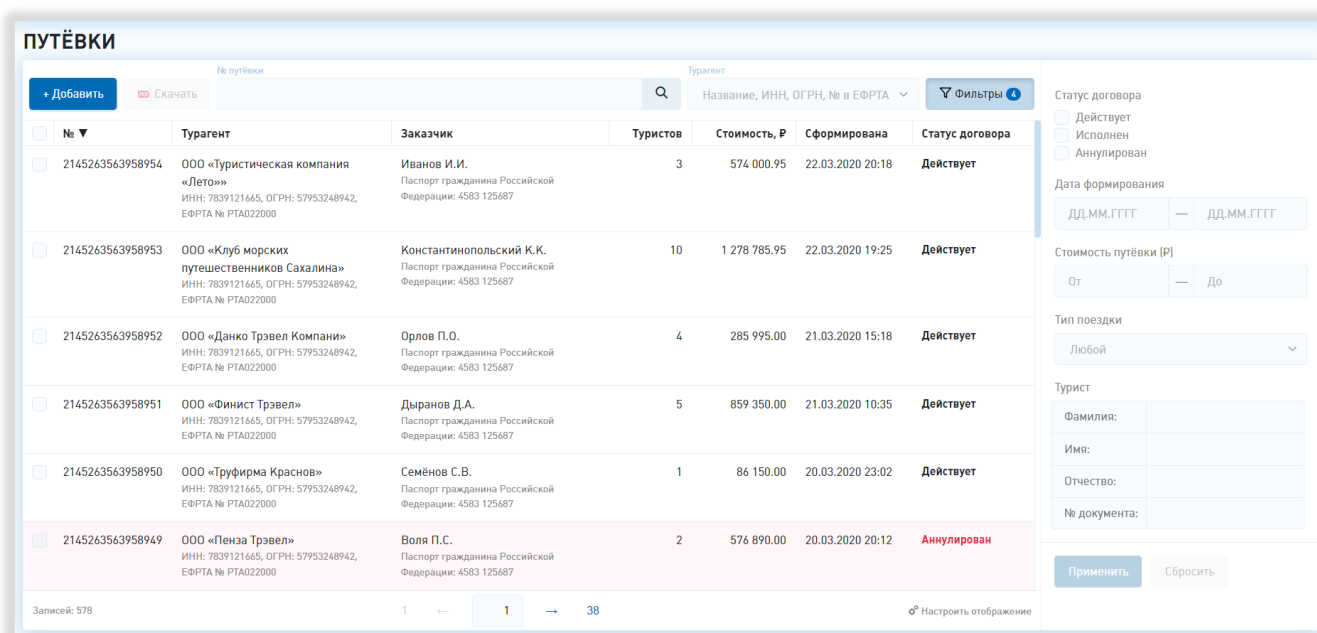 ПУТЁВКИ
№ путёвки
Турагент
+ Добавить
Скачать
Название, ИНН, ОГРН, № в ЕФРТА
Фильтры 4
№ ▼ Турагент Заказчик Туристов Стоимость, ₽ Сформирована Статус договора
2145263563958954 ООО «Туристическая компания Иванов И.И. 3 574 000.95 22.03.2020 20:18 Действует
«Лето»» Паспорт гражданина Российской
ИНН: 7839121665, ОГРН: 57953248942, Федерации: 4583 125687
ЕФРТА № РТА022000
2145263563958953 ООО «Клуб морских Константинопольский К.К. 10 1 278 785.95 22.03.2020 19:25 Действует
путешественников Сахалина» Паспорт гражданина Российской
ИНН: 7839121665, ОГРН: 57953248942, Федерации: 4583 125687
ЕФРТА № РТА022000
2145263563958952 ООО «Данко Трэвел Компани» Орлов П.О. 4 285 995.00 21.03.2020 15:18 Действует
ИНН: 7839121665, ОГРН: 57953248942, Паспорт гражданина Российской
ЕФРТА № РТА022000 Федерации: 4583 125687
2145263563958951 ООО «Финист Трэвел» Дыранов Д.А. 5 859 350.00 21.03.2020 10:35 Действует
ИНН: 7839121665, ОГРН: 57953248942, Паспорт гражданина Российской
ЕФРТА № РТА022000 Федерации: 4583 125687
2145263563958950 ООО «Труфирма Краснов» Семёнов С.В. 1 86 150.00 20.03.2020 23:02 Действует
ИНН: 7839121665, ОГРН: 57953248942, Паспорт гражданина Российской
ЕФРТА № РТА022000 Федерации: 4583 125687
2145263563958949 ООО «Пенза Трэвел» Воля П.С. 2 576 890.00 20.03.2020 20:12 Аннулирован
ИНН: 7839121665, ОГРН: 57953248942, Паспорт гражданина Российской
ЕФРТА № РТА022000 Федерации: 4583 125687
Записей: 578 1 ← 1 → 38 Настроить отображение
Статус договора
Действует
Исполнен
Аннулирован
Дата формирования
ДД.ММ.ГГГГ — ДД.ММ.ГГГГ
Стоимость путёвки (₽)
От — До
Тип поездки
Любой
Турист
Фамилия:
Имя:
Отчество:
№ документа:
Применить Сбросить